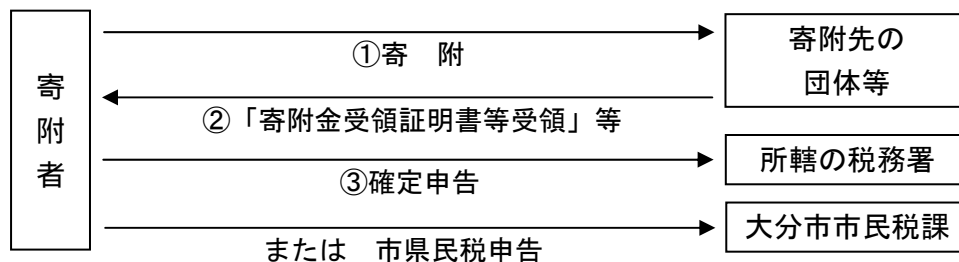 寄附者
①寄　附
寄附先の
団体等
②「寄附金受領証明書等受領」等
③確定申告
所轄の税務署
または　市県民税申告
大分市市民税課